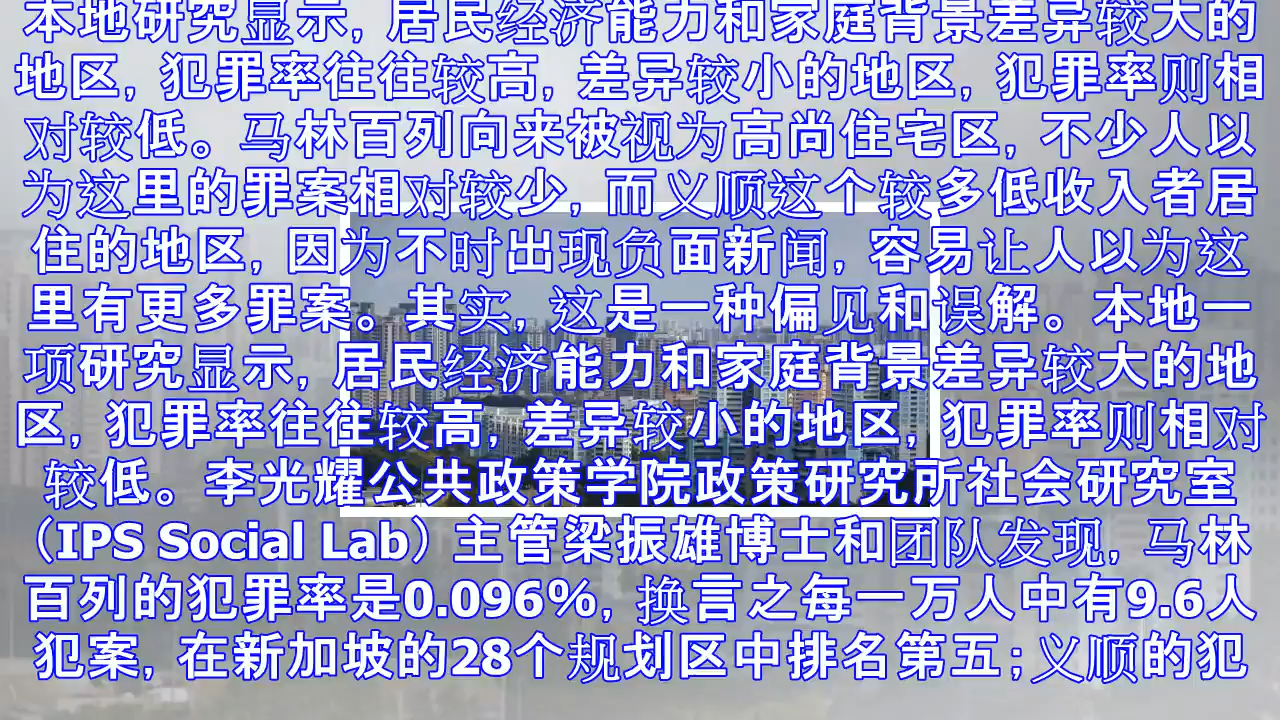 本地研究显示, 居民经济能力和家庭背景差异较大的
地区, 犯罪率往往较高, 差异较小的地区, 犯罪率则相
对较低。马林百列向来被视为高尚住宅区, 不少人以
为这里的罪案相对较少, 而义顺这个较多低收入者居
住的地区, 因为不时出现负面新闻, 容易让人以为这
里有更多罪案。其实, 这是一种偏见和误解。本地一
项研究显示, 居民经济能力和家庭背景差异较大的地
区, 犯罪率往往较高, 差异较小的地区, 犯罪率则相对
较低。李光耀公共政策学院政策研究所社会研究室
（IPS Social Lab）主管梁振雄博士和团队发现, 马林
百列的犯罪率是0.096%, 换言之每一万人中有9.6人
犯案, 在新加坡的28个规划区中排名第五; 义顺的犯